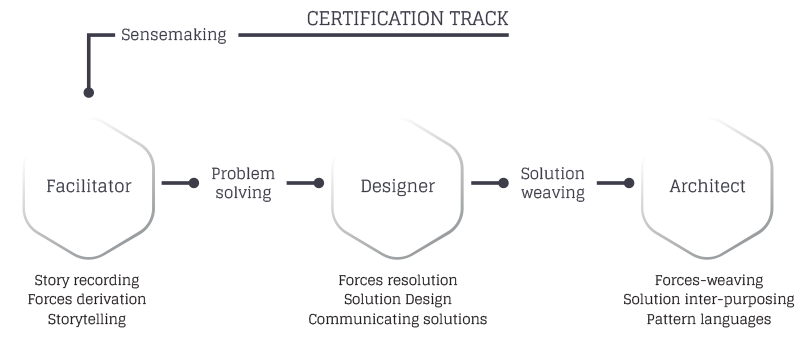 CERTIFICATION TRACK
Sensemaking
Facilitator
Problem
solving
Designer
Solution
weaving
Architect
Story recording
Forces derivation
Storytelling
Forces resolution
Solution Design
Communicating solutions
Forces-weaving
Solution inter-purposing
Pattern languages